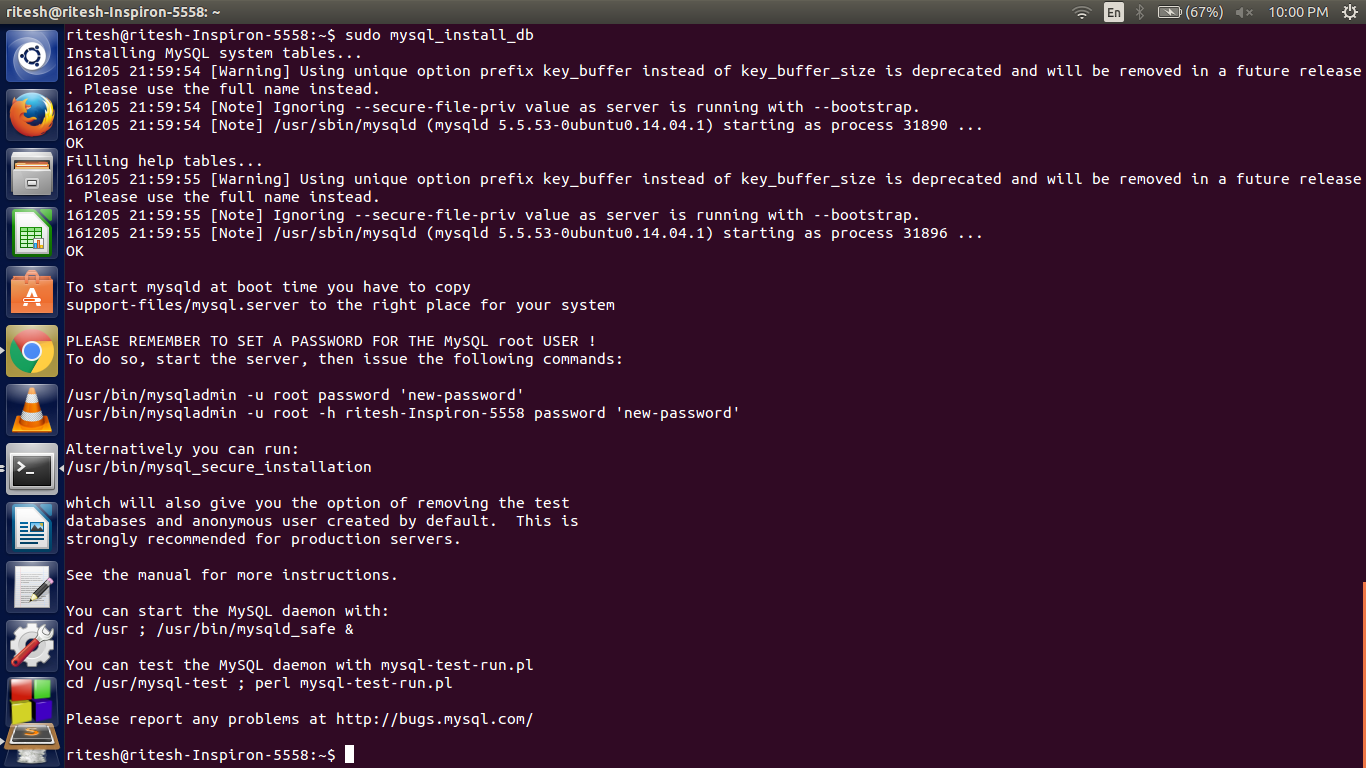 ritesh@ritesh-Inspiron-5558: ~
En (67%) 10:00 PM
ritesh@ritesh-Inspiron-5558:~$ sudo mysql_install_db
Installing MySQL system tables...
161205 21:59:54 [Warning] Using unique option prefix key_buffer instead of key_buffer_size is deprecated and will be removed in a future release
. Please use the full name instead.
161205 21:59:54 [Note] Ignoring --secure-file-priv value as server is running with --bootstrap.
161205 21:59:54 [Note] /usr/sbin/mysqld (mysqld 5.5.53-0ubuntu0.14.04.1) starting as process 31890 ...
OK
Filling help tables...
161205 21:59:55 [Warning] Using unique option prefix key_buffer instead of key_buffer_size is deprecated and will be removed in a future release
. Please use the full name instead.
161205 21:59:55 [Note] Ignoring --secure-file-priv value as server is running with --bootstrap.
161205 21:59:55 [Note] /usr/sbin/mysqld (mysqld 5.5.53-0ubuntu0.14.04.1) starting as process 31896 ...
OK
To start mysqld at boot time you have to copy
support-files/mysql.server to the right place for your system
PLEASE REMEMBER TO SET A PASSWORD FOR THE MySQL root USER !
To do so, start the server, then issue the following commands:
/usr/bin/mysqladmin -u root password 'new-password'
/usr/bin/mysqladmin -u root -h ritesh-Inspiron-5558 password 'new-password'
Alternatively you can run:
/usr/bin/mysql_secure_installation
which will also give you the option of removing the test
databases and anonymous user created by default.  This is
strongly recommended for production servers.
See the manual for more instructions.
You can start the MySQL daemon with:
cd /usr ; /usr/bin/mysqld_safe &
You can test the MySQL daemon with mysql-test-run.pl
cd /usr/mysql-test ; perl mysql-test-run.pl
Please report any problems at http://bugs.mysql.com/
ritesh@ritesh-Inspiron-5558:~$